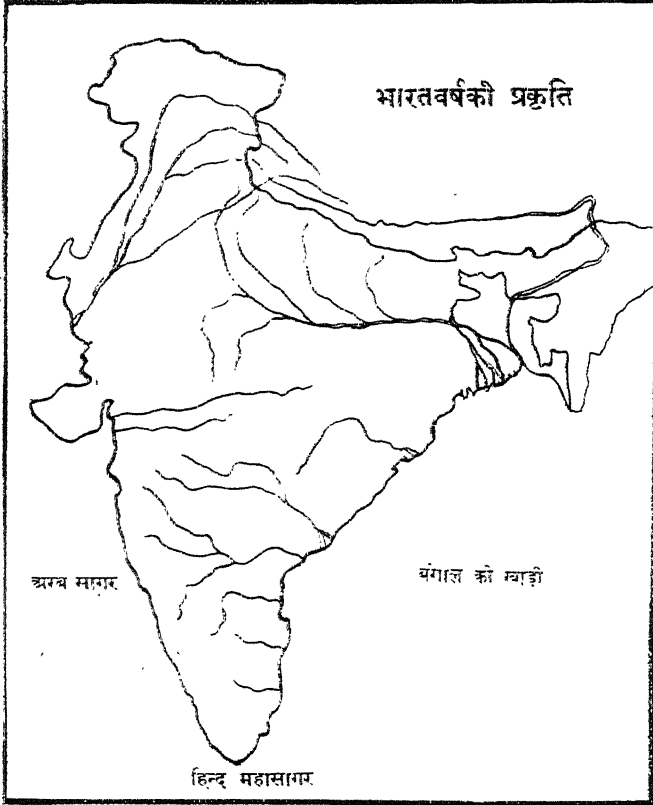 भारतवर्षकी प्रकृति
अरब सागर
बंगाल की खाड़ी
हिन्द महासागर